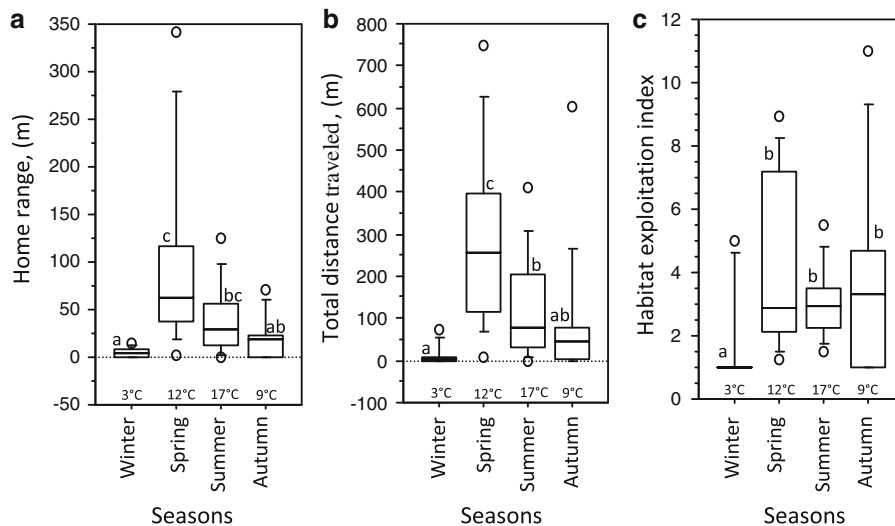 a
Home range, (m)
350
300
250
200
150
100
50
0
-50
a
c
bc
ab
3°C 12°C 17°C 9°C
Winter
Spring
Summer
Autumn
Seasons
b
Total distance traveled, (m)
800
700
600
500
400
300
200
100
0
-100
a
c
b
ab
3°C 12°C 17°C 9°C
Winter
Spring
Summer
Autumn
Seasons
c
Habitat exploitation index
12
10
8
6
4
2
0
a
b
b
b
3°C 12°C 17°C 9°C
Winter
Spring
Summer
Autumn
Seasons